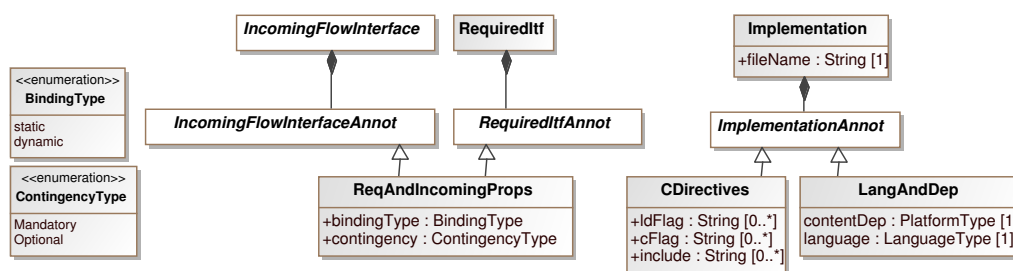 IncomingFlowInterface
RequiredItf
Implementation
+fileName : String [1]
<<enumeration>>
BindingType
static
dynamic
IncomingFlowInterfaceAnnot
RequiredItfAnnot
ImplementationAnnot
<<enumeration>>
ContingencyType
Mandatory
Optional
ReqAndIncomingProps
+bindingType : BindingType
+contingency : ContingencyType
CDirectives
+ldFlag : String [0..*]
+cFlag : String [0..*]
+include : String [0..*]
LangAndDep
contentDep : PlatformType [1
language : LanguageType [1]